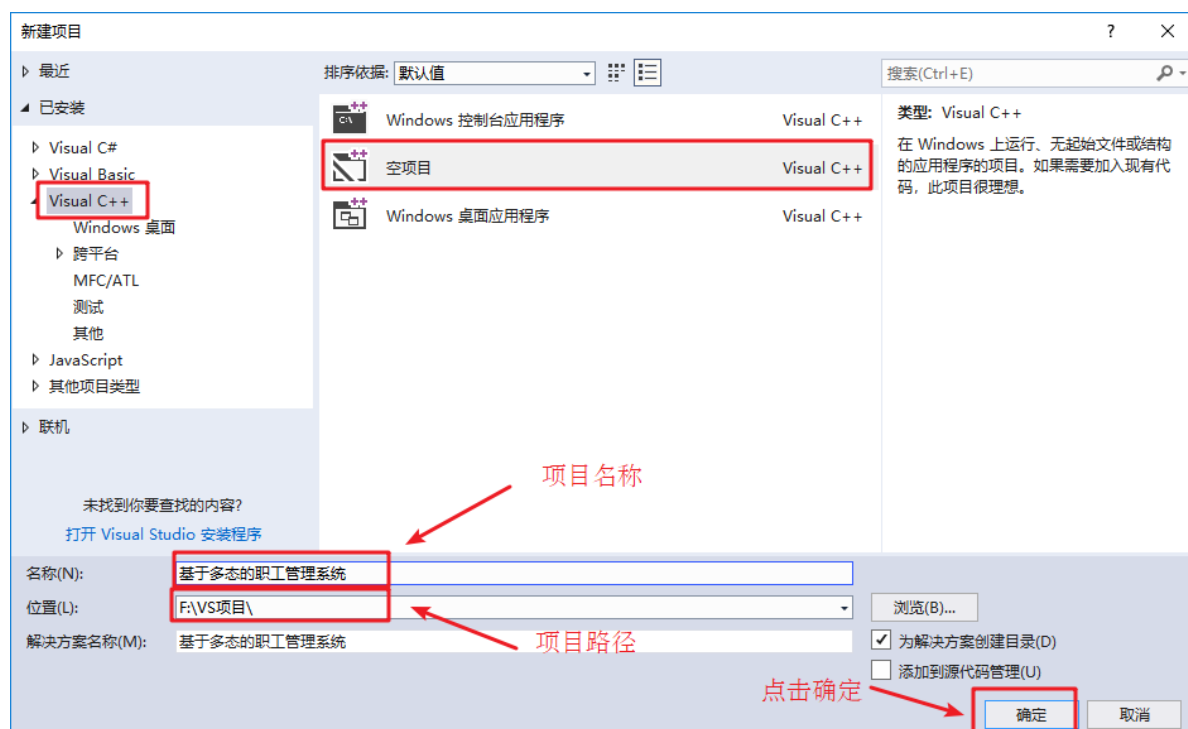 新建项目
?
最近
已安装
Visual C#
Visual Basic
Visual C++
Windows 桌面
跨平台
MFC/ATL
测试
其他
JavaScript
其他项目类型
联机
未找到你要查找的内容?
打开 Visual Studio 安装程序
排序依据: 默认值
Windows 控制台应用程序 Visual C++
空项目 Visual C++
Windows 桌面应用程序 Visual C++
搜索(Ctrl+E)
类型: Visual C++
在 Windows 上运行、无起始文件或结构
的应用程序的项目。如果需要加入现有代
码，此项目很理想。
项目名称
名称(N): 基于多态的职工管理系统
位置(L): F:\VS项目\ 浏览(B)...
项目路径
解决方案名称(M): 基于多态的职工管理系统
为解决方案创建目录(D)
添加到源代码管理(U)
点击确定
确定 取消